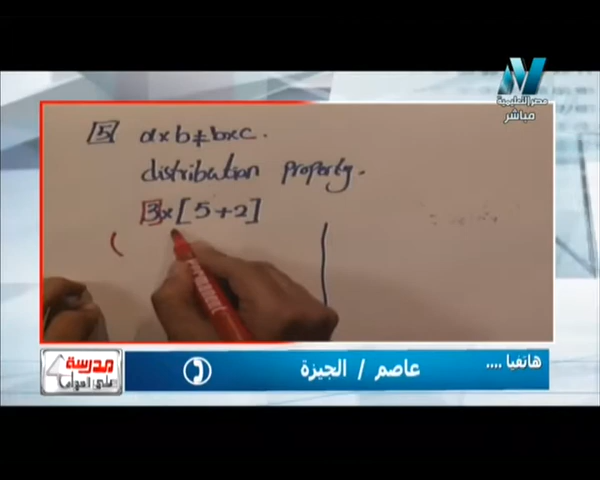 مصر التعليمية
مباشر
5 a×b≠b×c.
distribution property.
3×[5+2]
(
هاتفيا ....
عاصم / الجيزة
مدرسة
على الهواء